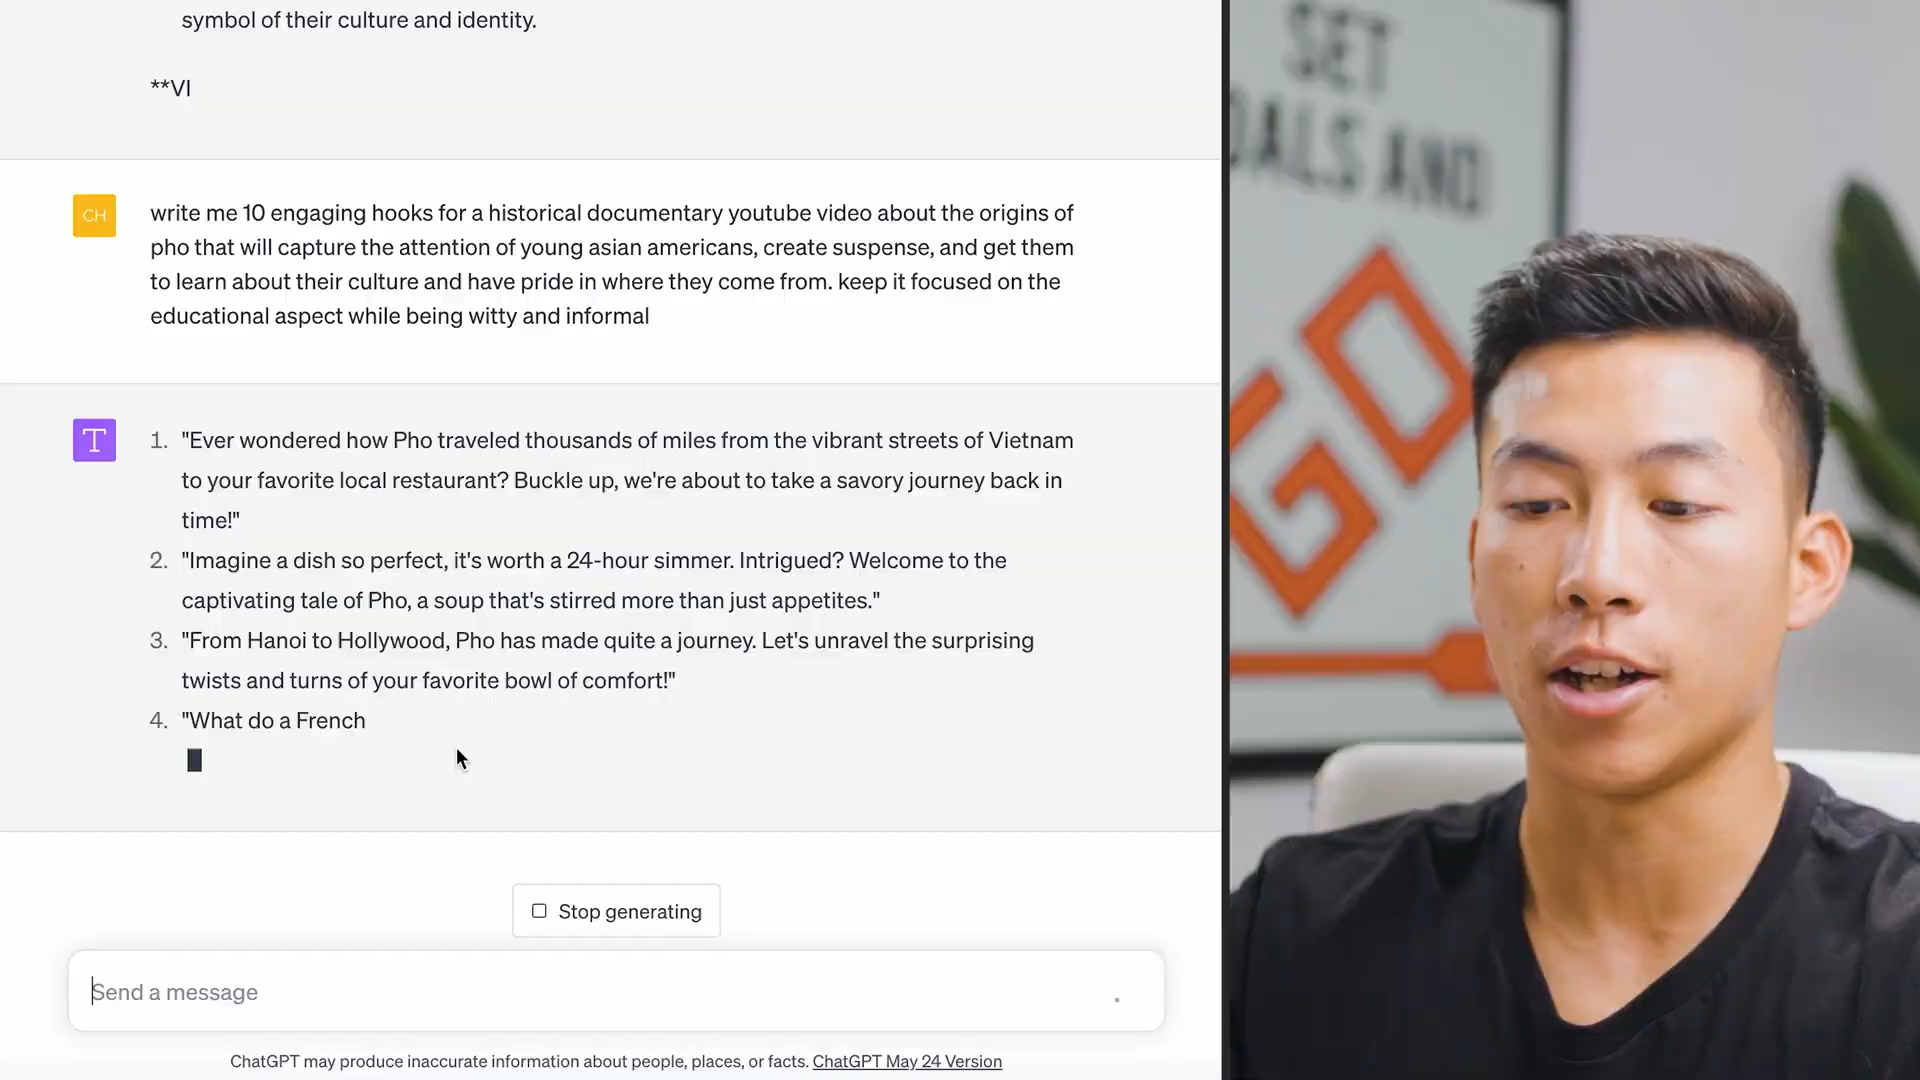 symbol of their culture and identity.
**VI
CH
write me 10 engaging hooks for a historical documentary youtube video about the origins of
pho that will capture the attention of young asian americans, create suspense, and get them
to learn about their culture and have pride in where they come from. keep it focused on the
educational aspect while being witty and informal
T
1. "Ever wondered how Pho traveled thousands of miles from the vibrant streets of Vietnam
to your favorite local restaurant? Buckle up, we're about to take a savory journey back in
time!"
2. "Imagine a dish so perfect, it's worth a 24-hour simmer. Intrigued? Welcome to the
captivating tale of Pho, a soup that's stirred more than just appetites."
3. "From Hanoi to Hollywood, Pho has made quite a journey. Let's unravel the surprising
twists and turns of your favorite bowl of comfort!"
4. "What do a French
Stop generating
Send a message
ChatGPT may produce inaccurate information about people, places, or facts. ChatGPT May 24 Version
SET
OALS AND
GO